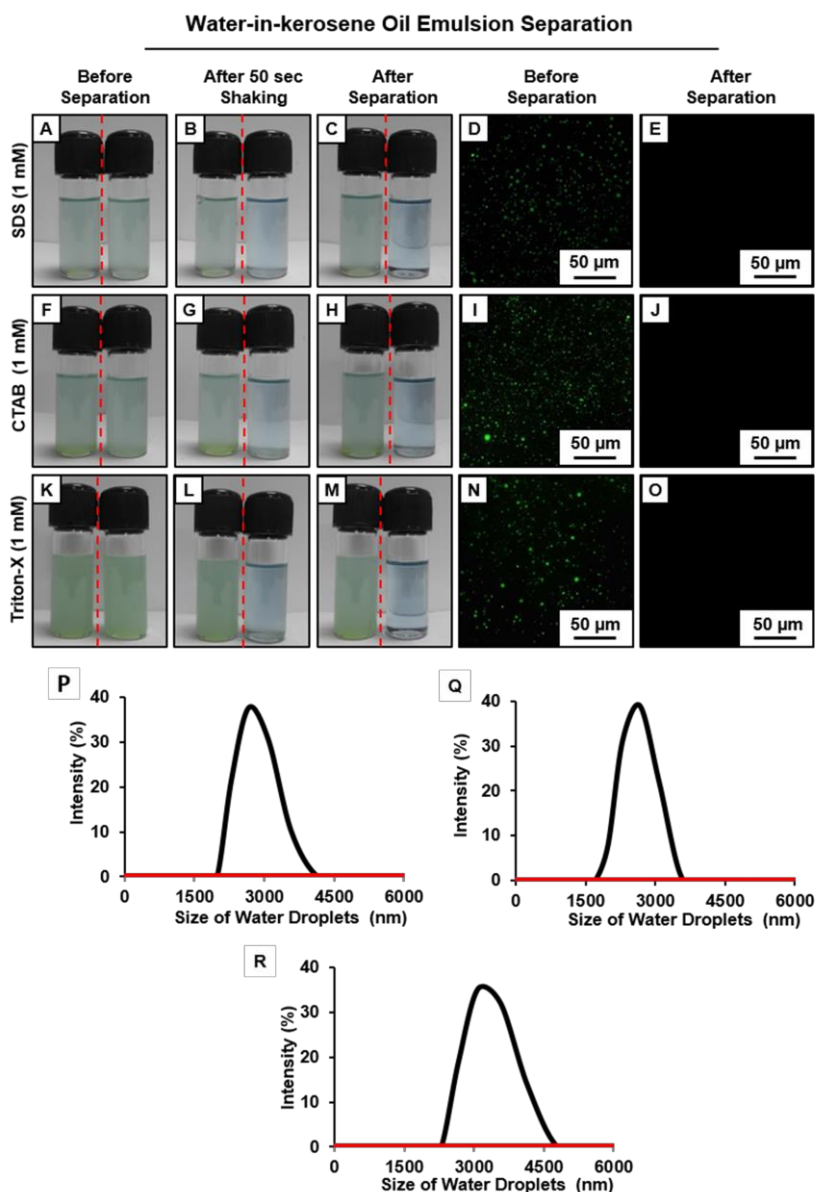 Water-in-kerosene Oil Emulsion Separation
Before Separation
After 50 sec Shaking
After Separation
Before Separation
After Separation
SDS (1 mM)
A
B
C
D
50 µm
E
50 µm
CTAB (1 mM)
F
G
H
I
50 µm
J
50 µm
Triton-X (1 mM)
K
L
M
N
50 µm
O
50 µm
P
Intensity (%)
40
30
20
10
0
0 1500 3000 4500 6000
Size of Water Droplets (nm)
Q
Intensity (%)
40
30
20
10
0
0 1500 3000 4500 6000
Size of Water Droplets (nm)
R
Intensity (%)
40
30
20
10
0
0 1500 3000 4500 6000
Size of Water Droplets (nm)